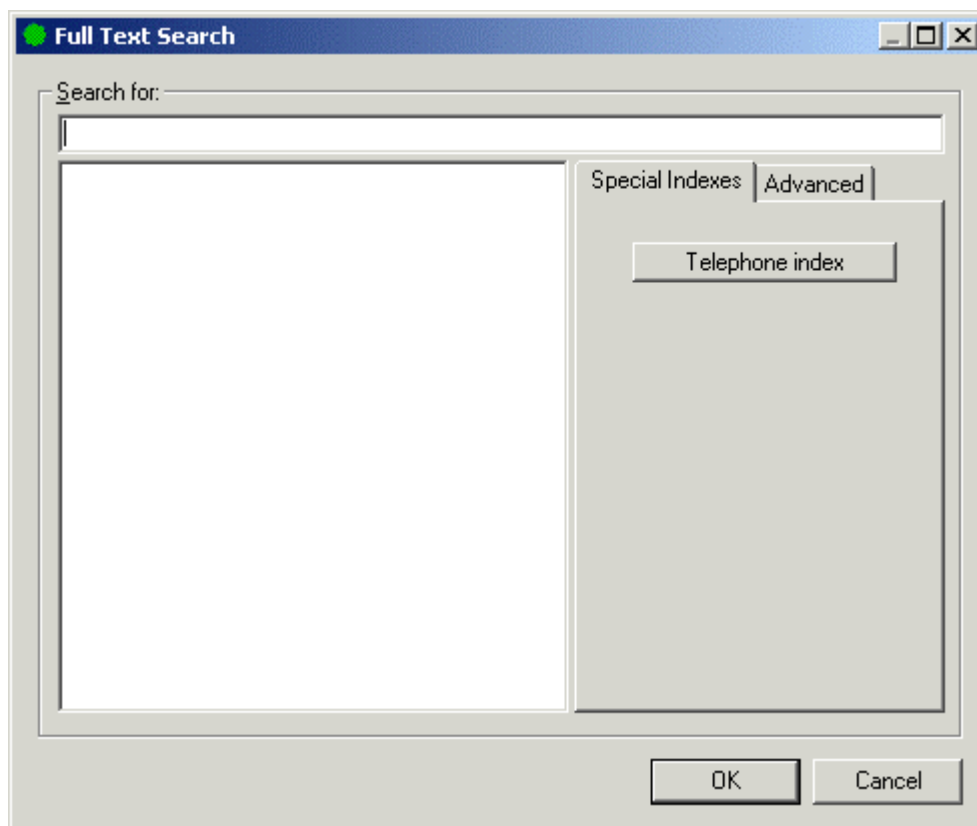 Full Text Search
Search for:
Special Indexes
Advanced
Telephone index
OK
Cancel